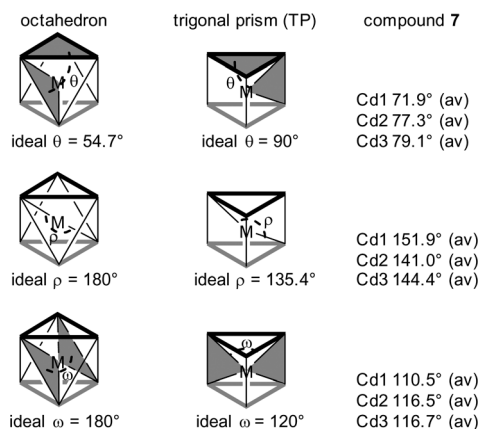 octahedron trigonal prism (TP) compound 7
M θ θ M
Cd1 71.9° (av)
Cd2 77.3° (av)
Cd3 79.1° (av)
ideal θ = 54.7° ideal θ = 90°
M ρ M ρ
Cd1 151.9° (av)
Cd2 141.0° (av)
Cd3 144.4° (av)
ideal ρ = 180° ideal ρ = 135.4°
M ω ω M
Cd1 110.5° (av)
Cd2 116.5° (av)
Cd3 116.7° (av)
ideal ω = 180° ideal ω = 120°